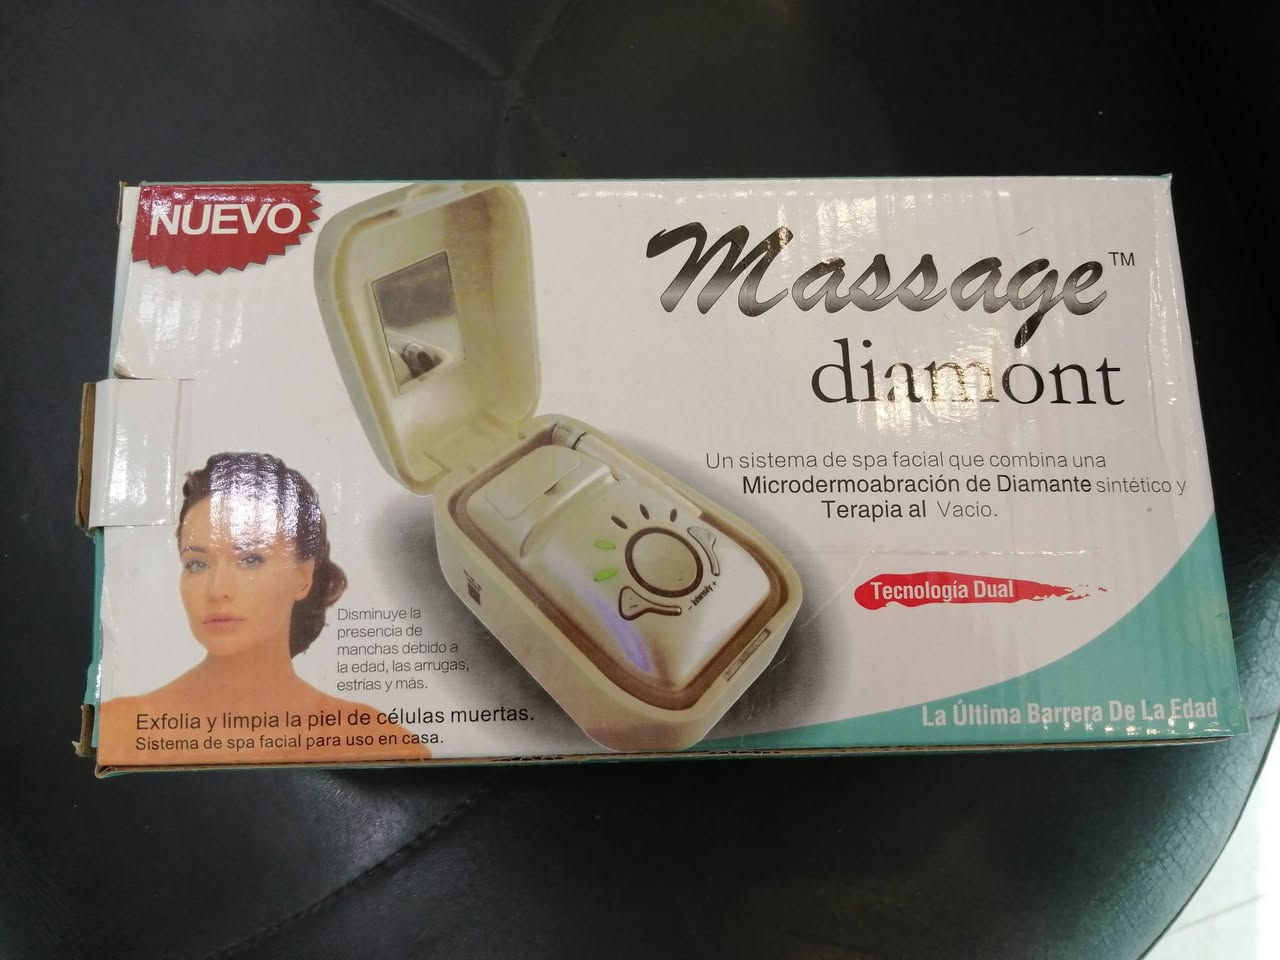 NUEVO
Massage™
diamont
Un sistema de spa facial que combina una
Microdermoabración de Diamante sintético y
Terapia al Vacío.
Tecnología Dual
Disminuye la
presencia de
manchas debido a
la edad, las arrugas,
estrías y más.
- intensity +
Exfolia y limpia la piel de células muertas.
Sistema de spa facial para uso en casa.
La Última Barrera De La Edad